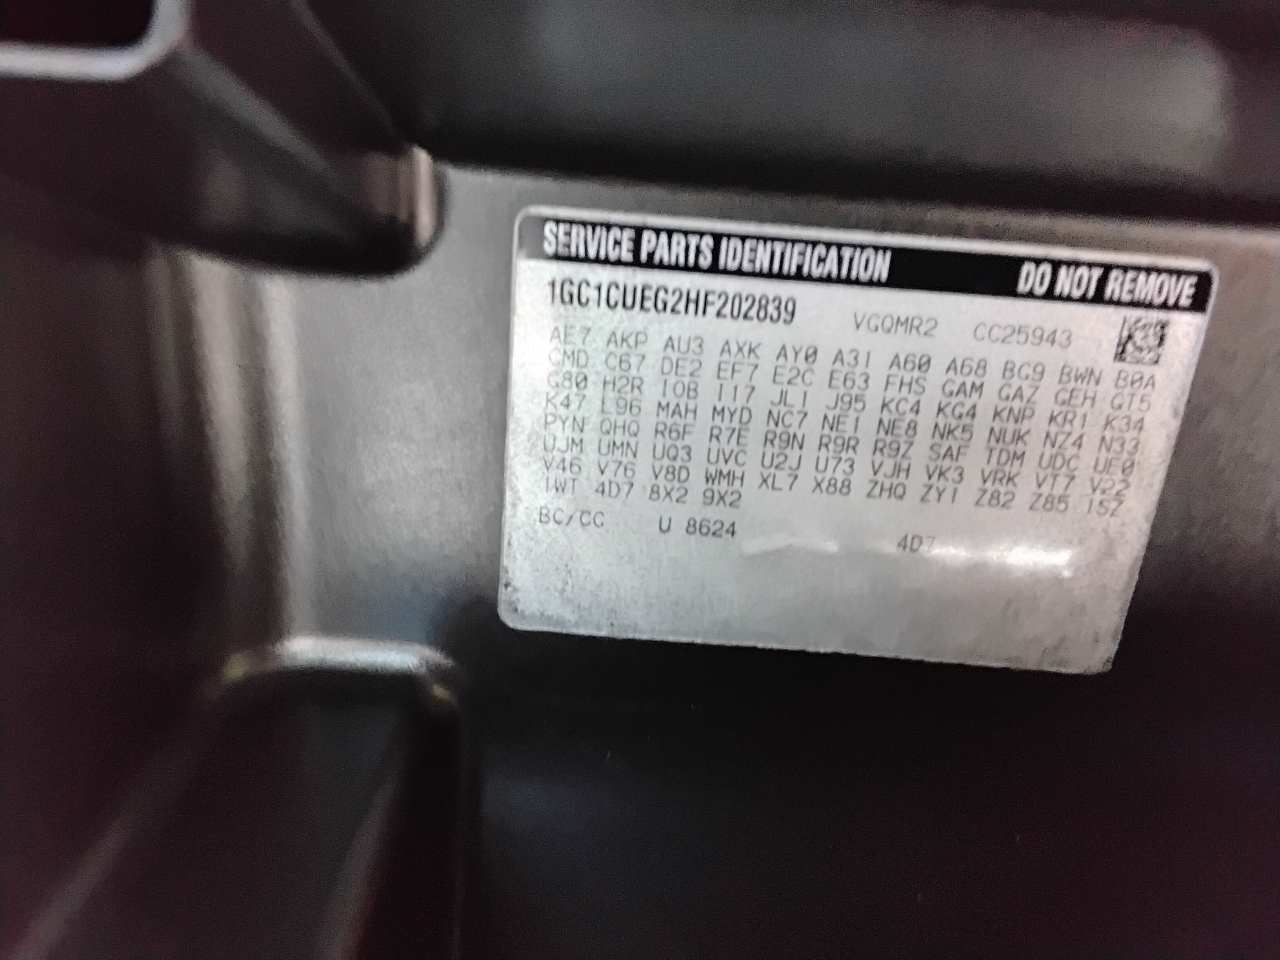 SERVICE PARTS IDENTIFICATION DO NOT REMOVE
1GC1CUEG2HF202839 VGQMR2 CC25943
AE7 AKP AU3 AXK AY0 A31 A60 A68 BG9 BWN B0A
CMD C67 DE2 EF7 E2C E63 FHS GAM GAZ GEH GT5
G80 H2R IOB I17 JL1 J95 KC4 KG4 KNP KR1 K34
K47 L96 MAH MYD NC7 NE1 NE8 NK5 NUK NZ4 N33
PYN QHQ R6F R7E R9N R9R R9Z SAF TDM UDC UF0
UJM UMN UQ3 UVC U2J U73 VJH VK3 VRK VT7 V22
V46 V76 V8D WMH XL7 X88 ZHQ ZY1 Z82 Z85 1SZ
1WT 4D7 8X2 9X2
BC/CC U 8624 4D7